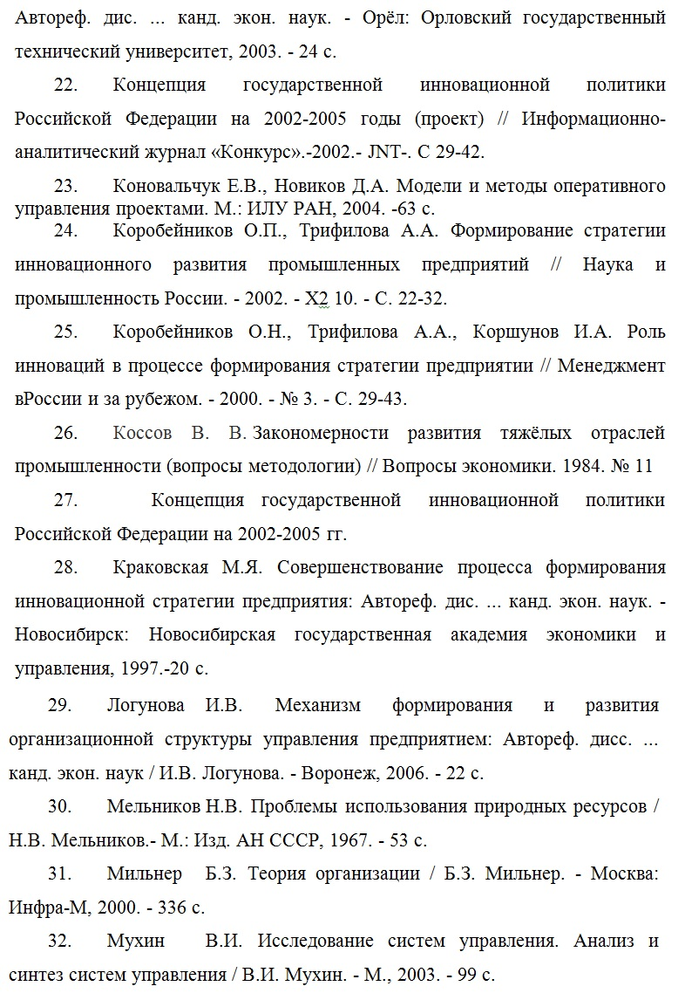 Автореф. дис. ... канд. экон. наук. - Орёл: Орловский государственный
технический университет, 2003. - 24 с.
22. Концепция государственной инновационной политики
Российской Федерации на 2002-2005 годы (проект) // Информационно-
аналитический журнал «Конкурс».-2002.- JNT-. С 29-42.
23. Коновальчук Е.В., Новиков Д.А. Модели и методы оперативного
управления проектами. М.: ИЛУ РАН, 2004. -63 с.
24. Коробейников О.П., Трифилова А.А. Формирование стратегии
инновационного развития промышленных предприятий // Наука и
промышленность России. - 2002. - X2 10. - С. 22-32.
25. Коробейников О.Н., Трифилова А.А., Коршунов И.А. Роль
инноваций в процессе формирования стратегии предприятии // Менеджмент
вРоссии и за рубежом. - 2000. - № 3. - С. 29-43.
26. Коссов В. В. Закономерности развития тяжёлых отраслей
промышленности (вопросы методологии) // Вопросы экономики. 1984. № 11
27. Концепция государственной инновационной политики
Российской Федерации на 2002-2005 гг.
28. Краковская М.Я. Совершенствование процесса формирования
инновационной стратегии предприятия: Автореф. дис. ... канд. экон. наук. -
Новосибирск: Новосибирская государственная академия экономики и
управления, 1997.-20 с.
29. Логунова И.В. Механизм формирования и развития
организационной структуры управления предприятием: Автореф. дисс. ...
канд. экон. наук / И.В. Логунова. - Воронеж, 2006. - 22 с.
30. Мельников Н.В. Проблемы использования природных ресурсов /
Н.В. Мельников.- М.: Изд. АН СССР, 1967. - 53 с.
31. Мильнер Б.З. Теория организации / Б.З. Мильнер. - Москва:
Инфра-М, 2000. - 336 с.
32. Мухин В.И. Исследование систем управления. Анализ и
синтез систем управления / В.И. Мухин. - М., 2003. - 99 с.